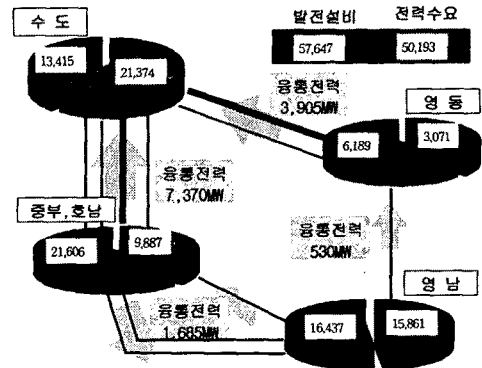 수 도
발전설비 전력수요
57,647 50,193
13,415 21,374
융통전력
3,905MW
영 동
6,189 3,071
융통전력
7,370MW
중부,호남
21,606 9,887
융통전력
530MW
영 남
16,437 15,861
융통전력
1,685MW